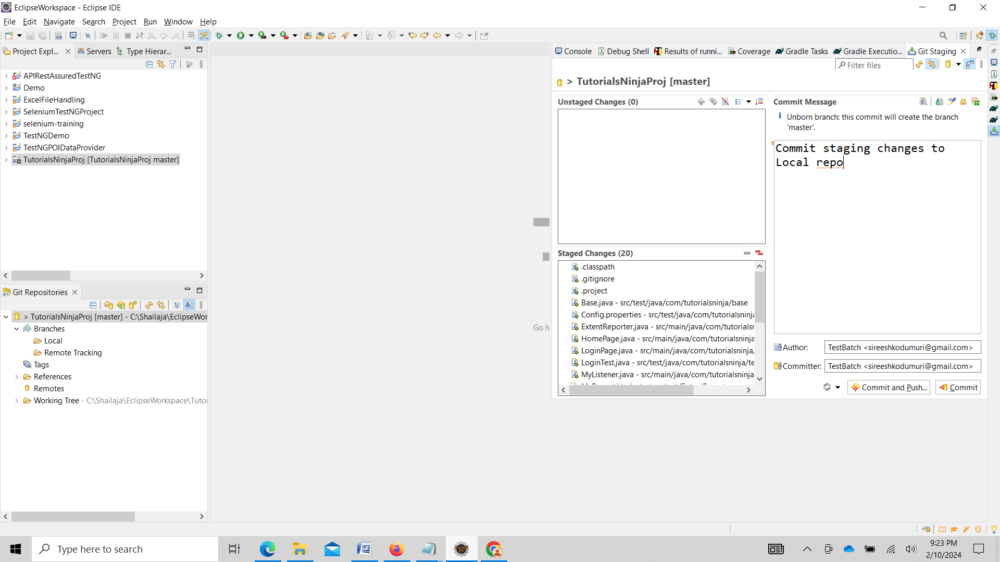 EclipseWorkspace - Eclipse IDE
File Edit Navigate Search Project Run Window Help
Project Expl... Servers Type Hierar...
APIRestAssuredTestNG
Demo
ExcelFileHandling
SeleniumTestNGProject
selenium-training
TestNGDemo
TestNGPOIDataProvider
TutorialsNinjaProj [TutorialsNinjaProj master]
Git Repositories
> TutorialsNinjaProj [master] - C:\Shailaja\EclipseWor
Branches
Local
Remote Tracking
Tags
References
Remotes
Working Tree - C:\Shailaja\EclipseWorkspace\Tuto
Go h
Console Debug Shell Results of runni... Coverage Gradle Tasks Gradle Executio... Git Staging
Filter files
> TutorialsNinjaProj [master]
Unstaged Changes (0)
Staged Changes (20)
.classpath
.gitignore
.project
Base.java - src/test/java/com/tutorialsninja/base
Config.properties - src/test/java/com/tutorialsninja
ExtentReporter.java - src/main/java/com/tutorialsn
HomePage.java - src/main/java/com/tutorialsninja
LoginPage.java - src/main/java/com/tutorialsninja/
LoginTest.java - src/test/java/com/tutorialsninja/te
MyListener.java - src/main/java/com/tutorialsninja
Commit Message
Unborn branch: this commit will create the branch
'master'.
Commit staging changes to
Local repo
Author: TestBatch <sireeshkodumuri@gmail.com>
Committer: TestBatch <sireeshkodumuri@gmail.com>
Commit and Push... Commit
Type here to search
9:23 PM
2/10/2024